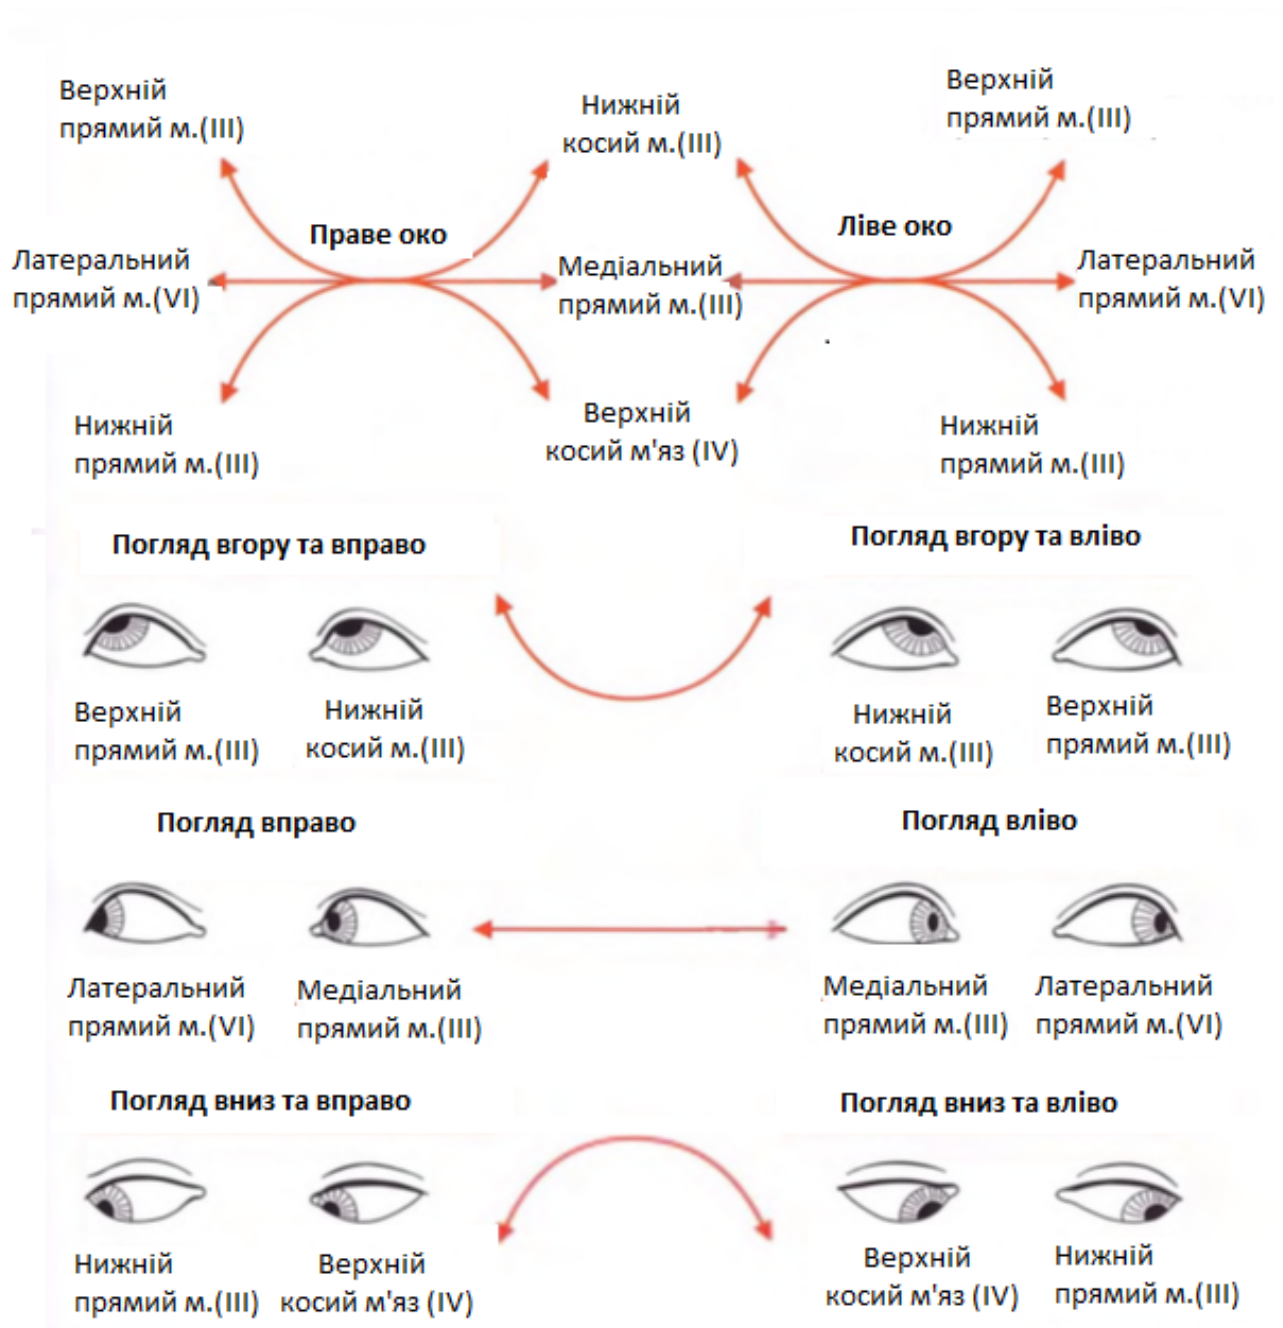 Верхній
прямий м.(III)
Нижній
косий м.(III)
Верхній
прямий м.(III)
Праве око
Ліве око
Латеральний
прямий м.(VI)
Медіальний
прямий м.(III)
Латеральний
прямий м.(VI)
Нижній
прямий м.(III)
Верхній
косий м'яз (IV)
Нижній
прямий м.(III)
Погляд вгору та вправо
Погляд вгору та вліво
Верхній
прямий м.(III)
Нижній
косий м.(III)
Нижній
косий м.(III)
Верхній
прямий м.(III)
Погляд вправо
Погляд вліво
Латеральний
прямий м.(VI)
Медіальний
прямий м.(III)
Медіальний
прямий м.(III)
Латеральний
прямий м.(VI)
Погляд вниз та вправо
Погляд вниз та вліво
Нижній
прямий м.(III)
Верхній
косий м'яз (IV)
Верхній
косий м'яз (IV)
Нижній
прямий м.(III)